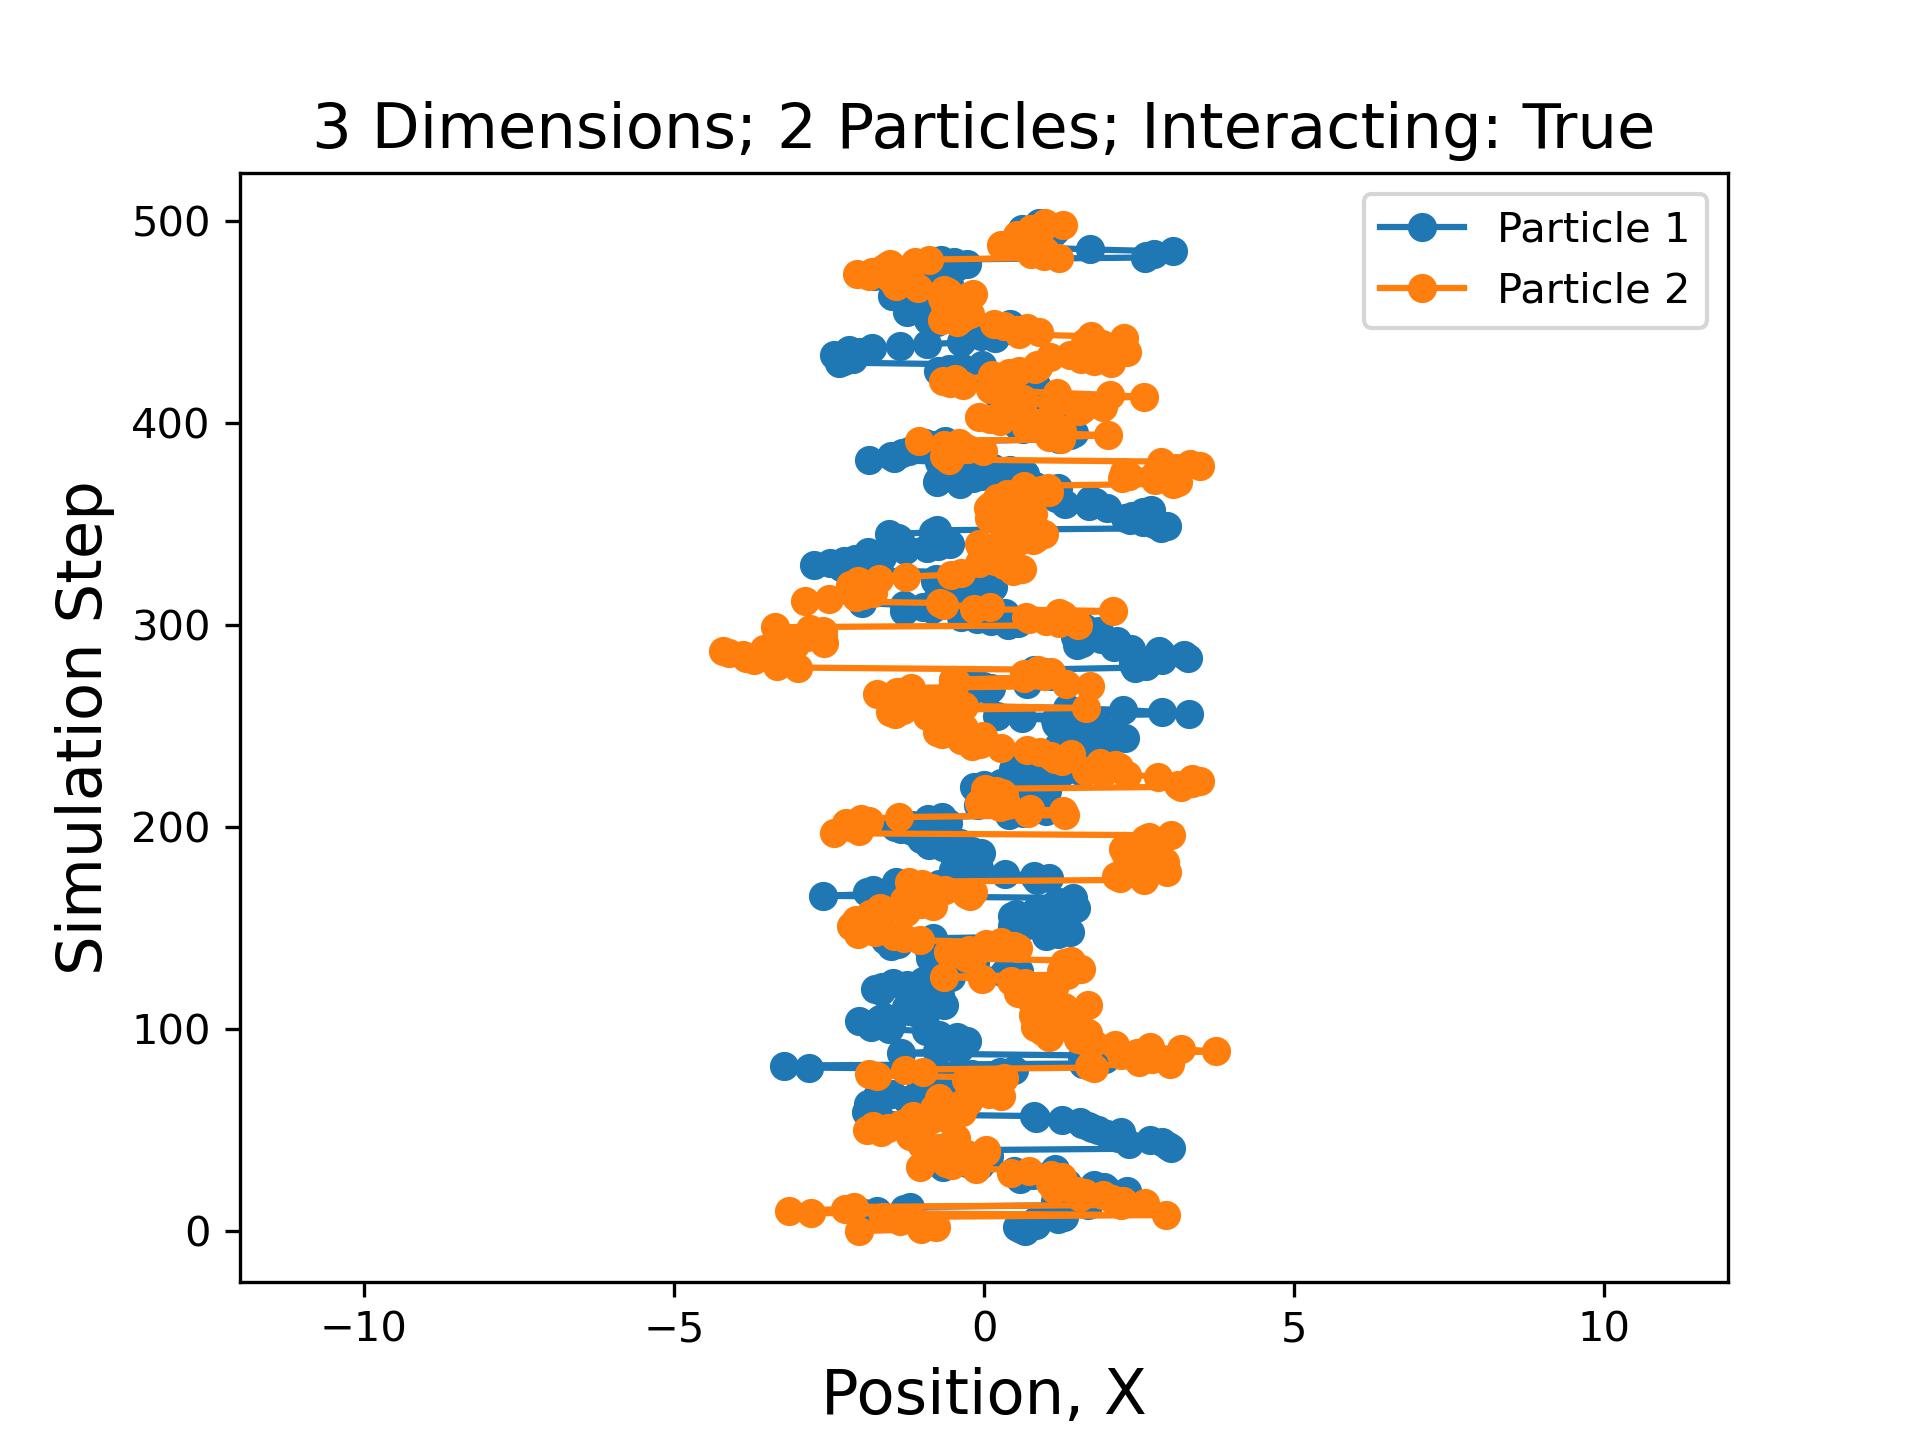 3 Dimensions; 2 Particles; Interacting: True
Particle 1
Particle 2
Simulation Step
500
400
300
200
100
0
−10
−5
0
5
10
Position, X